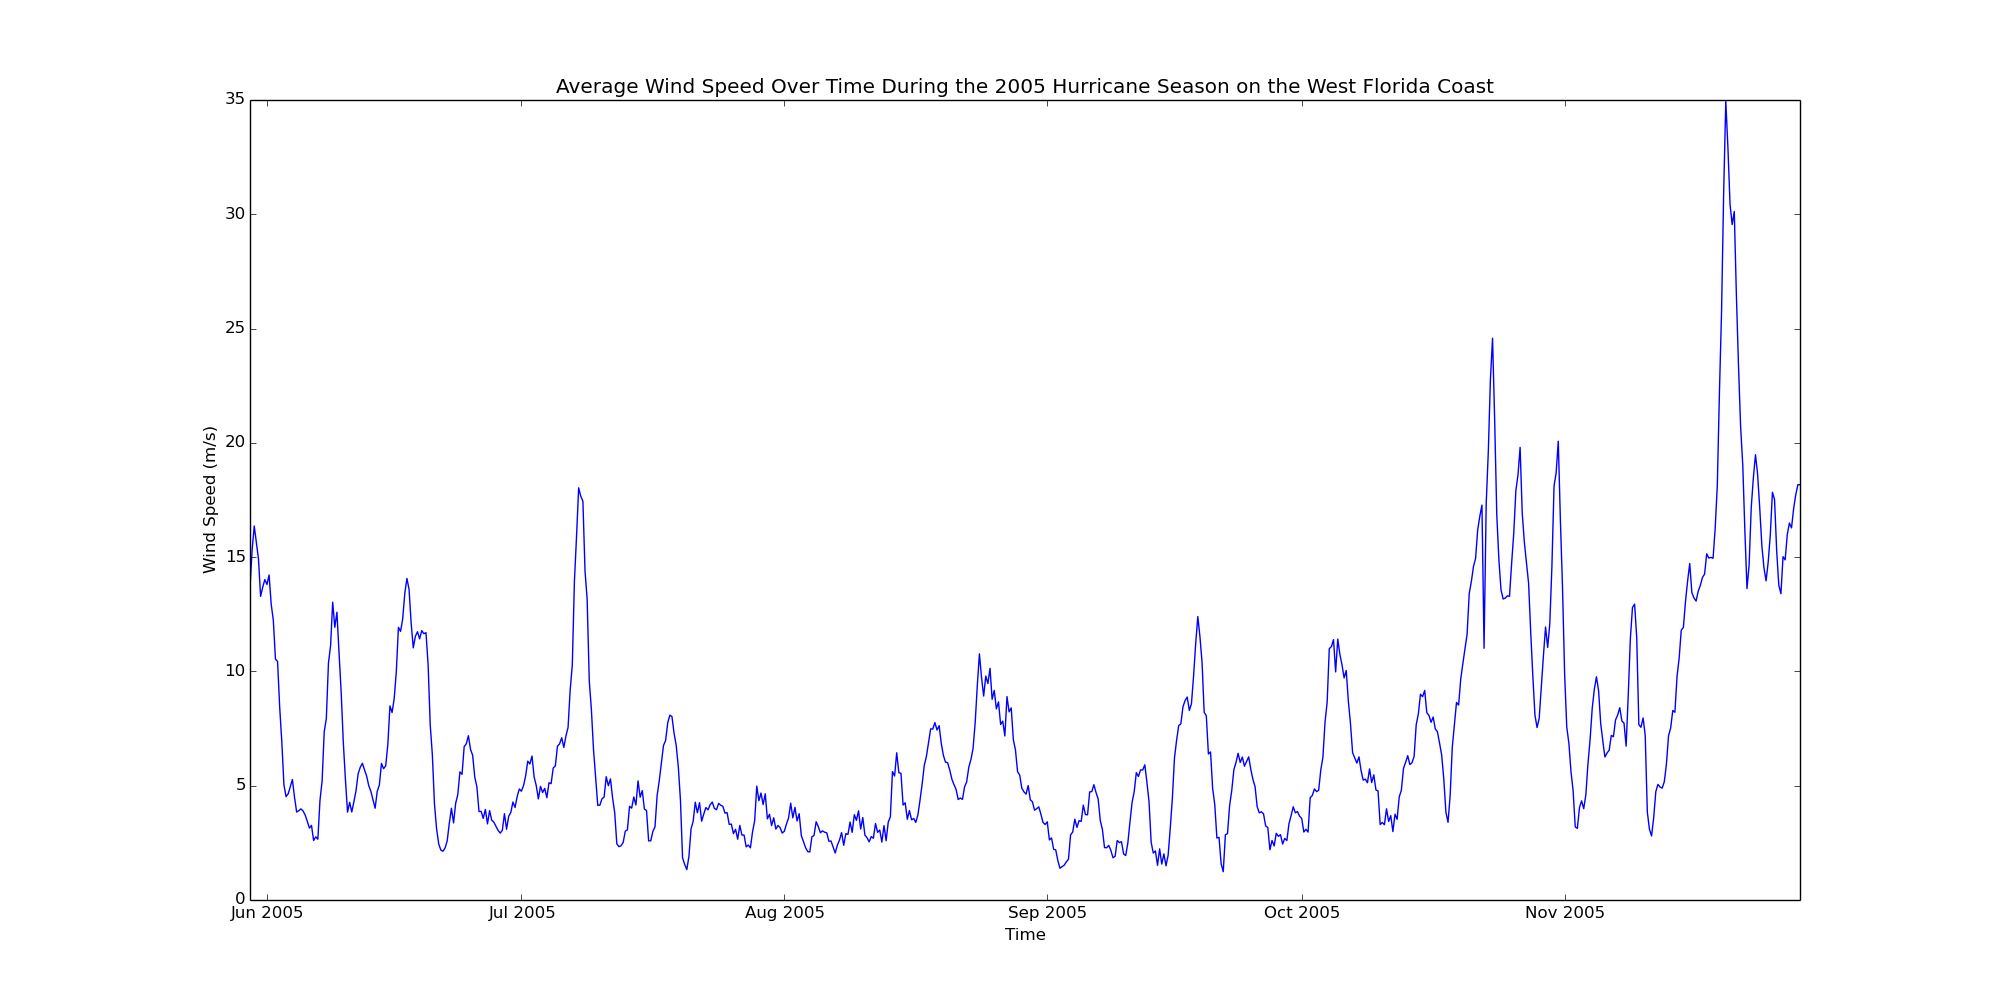 Average Wind Speed Over Time During the 2005 Hurricane Season on the West Florida Coast
35
30
25
20
15
10
5
0
Wind Speed (m/s)
Jun 2005 Jul 2005 Aug 2005 Sep 2005 Oct 2005 Nov 2005
Time